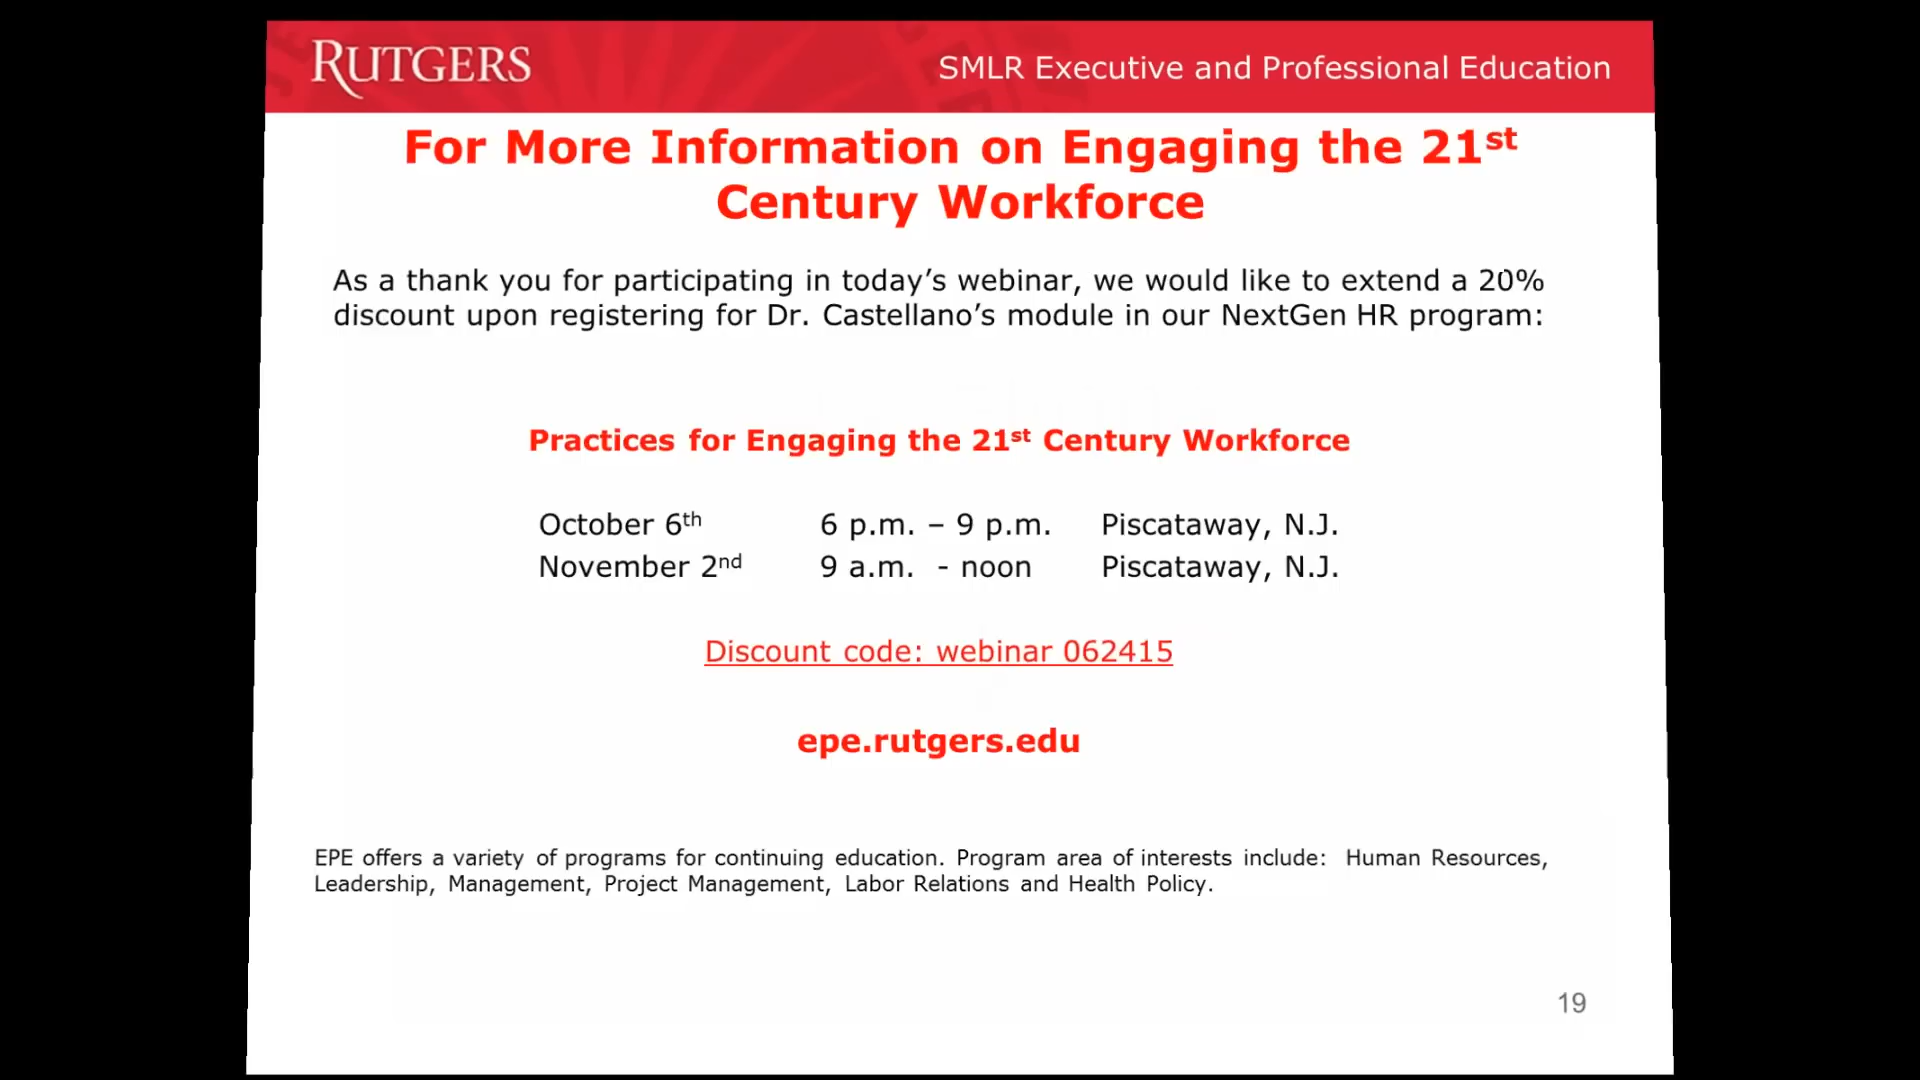 RUTGERS
SMLR Executive and Professional Education
For More Information on Engaging the 21st
Century Workforce
As a thank you for participating in today's webinar, we would like to extend a 20%
discount upon registering for Dr. Castellano's module in our NextGen HR program:
Practices for Engaging the 21st Century Workforce
October 6th 6 p.m. – 9 p.m. Piscataway, N.J.
November 2nd 9 a.m. - noon Piscataway, N.J.
Discount code: webinar 062415
epe.rutgers.edu
EPE offers a variety of programs for continuing education. Program area of interests include: Human Resources,
Leadership, Management, Project Management, Labor Relations and Health Policy.
19